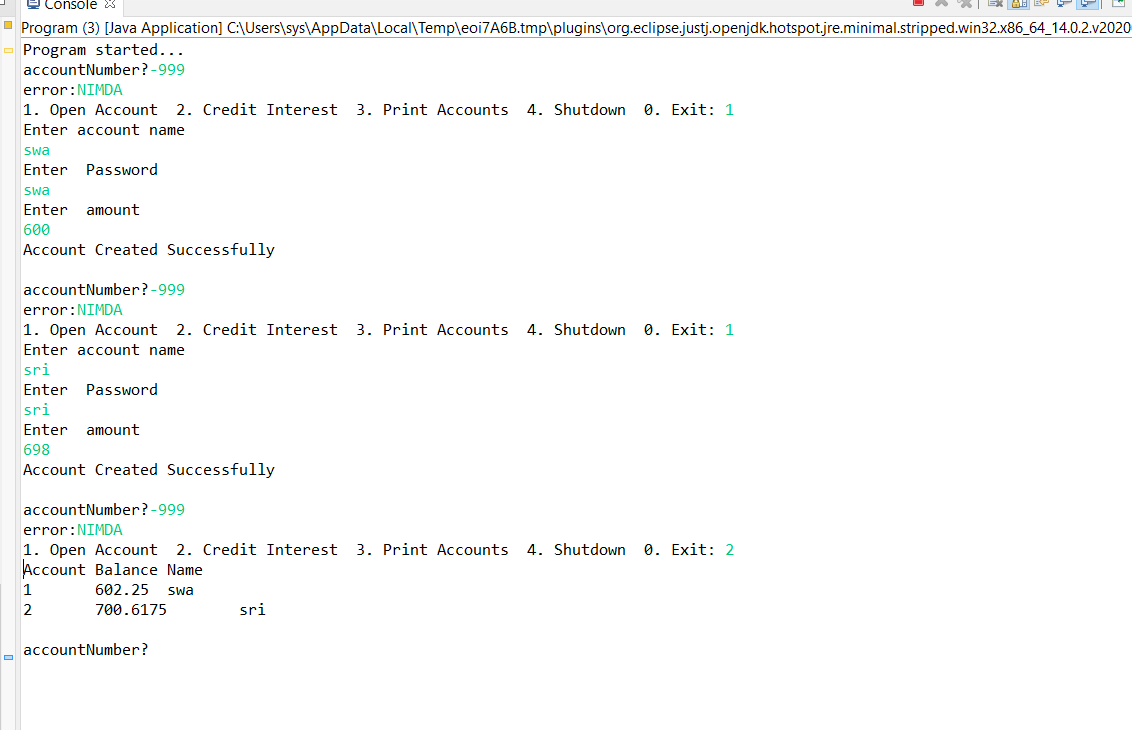 Console
Program (3) [Java Application] C:\Users\sys\AppData\Local\Temp\eoi7A6B.tmp\plugins\org.eclipse.justj.openjdk.hotspot.jre.minimal.stripped.win32.x86_64_14.0.2.v2020
Program started...
accountNumber?-999
error:NIMDA
1. Open Account  2. Credit Interest  3. Print Accounts  4. Shutdown  0. Exit: 1
Enter account name
swa
Enter  Password
swa
Enter  amount
600
Account Created Successfully
accountNumber?-999
error:NIMDA
1. Open Account  2. Credit Interest  3. Print Accounts  4. Shutdown  0. Exit: 1
Enter account name
sri
Enter  Password
sri
Enter  amount
698
Account Created Successfully
accountNumber?-999
error:NIMDA
1. Open Account  2. Credit Interest  3. Print Accounts  4. Shutdown  0. Exit: 2
Account Balance Name
1       602.25  swa
2       700.6175        sri
accountNumber?